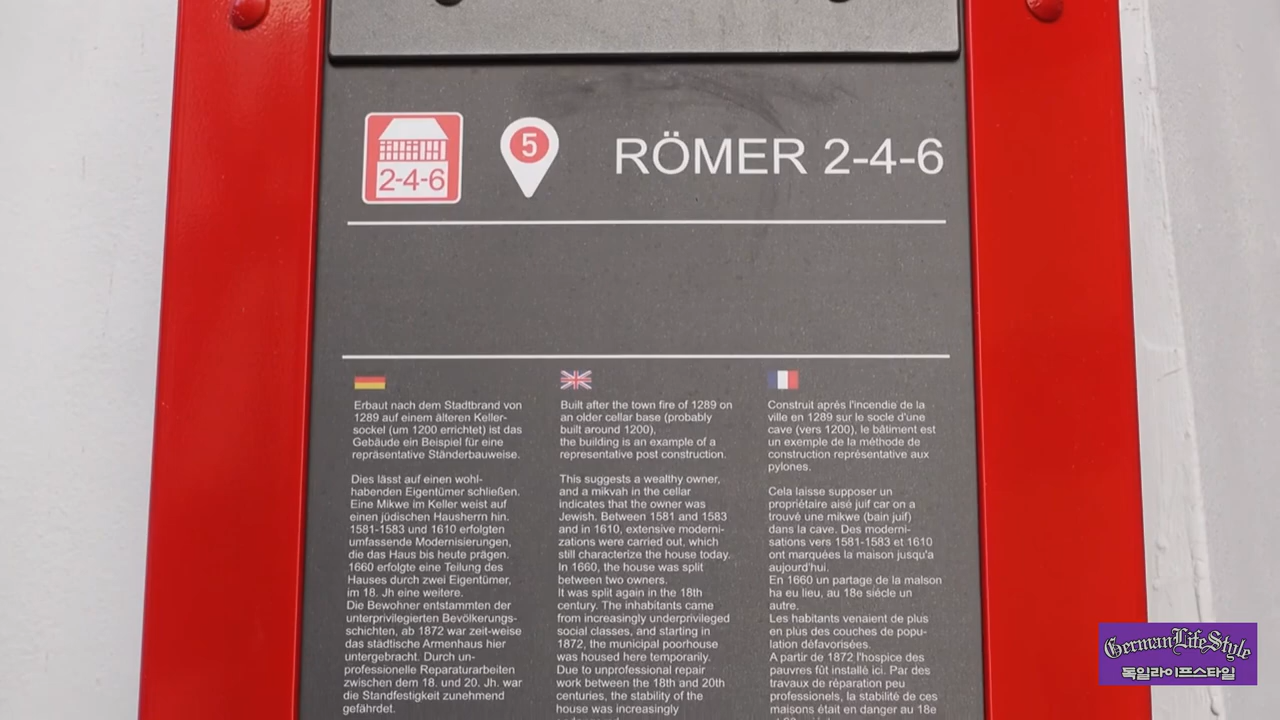 2-4-6
5
RÖMER 2-4-6
Erbaut nach dem Stadtbrand von
1289 auf einem älteren Keller-
sockel (um 1200 errichtet) ist das
Gebäude ein Beispiel für eine
repräsentative Ständerbauweise.
Dies lässt auf einen wohl-
habenden Eigentümer schließen.
Eine Mikwe im Keller weist auf
einen jüdischen Hausherrn hin.
1581-1583 und 1610 erfolgten
umfassende Modernisierungen,
die das Haus bis heute prägen.
1660 erfolgte eine Teilung des
Hauses durch zwei Eigentümer,
im 18. Jh eine weitere.
Die Bewohner entstammten der
unterprivilegierten Bevölkerungs-
schichten, ab 1872 war zeit-weise
das städtische Armenhaus hier
untergebracht. Durch un-
professionelle Reparaturarbeiten
zwischen dem 18. und 20. Jh. war
die Standfestigkeit zunehmend
gefährdet.
Built after the town fire of 1289 on
an older cellar base (probably
built around 1200),
the building is an example of a
representative post construction.
This suggests a wealthy owner,
and a mikvah in the cellar
indicates that the owner was
Jewish. Between 1581 and 1583
and in 1610, extensive moderni-
zations were carried out, which
still characterize the house today.
In 1660, the house was split
between two owners.
It was split again in the 18th
century. The inhabitants came
from increasingly underprivileged
social classes, and starting in
1872, the municipal poorhouse
was housed here temporarily.
Due to unprofessional repair
work between the 18th and 20th
centuries, the stability of the
house was increasingly
Construit après l'incendie de la
ville en 1289 sur le socle d'une
cave (vers 1200), le bâtiment est
un exemple de la méthode de
construction représentative aux
pylones.
Cela laisse supposer un
propriétaire aisé juif car on a
trouvé une mikwe (bain juif)
dans la cave. Des moderni-
sations vers 1581-1583 et 1610
ont marquées la maison jusqu'a
aujourd'hui.
En 1660 un partage de la maison
ha eu lieu, au 18e siécle un
autre.
Les habitants venaient de plus
en plus des couches de popu-
lation défavorisées.
A partir de 1872 l'hospice des
pauvres fût installé ici. Par des
travaux de réparation peu
professionels, la stabilité de ces
maisons était en danger au 18e
GermanLifeStyle
독일라이프스타일